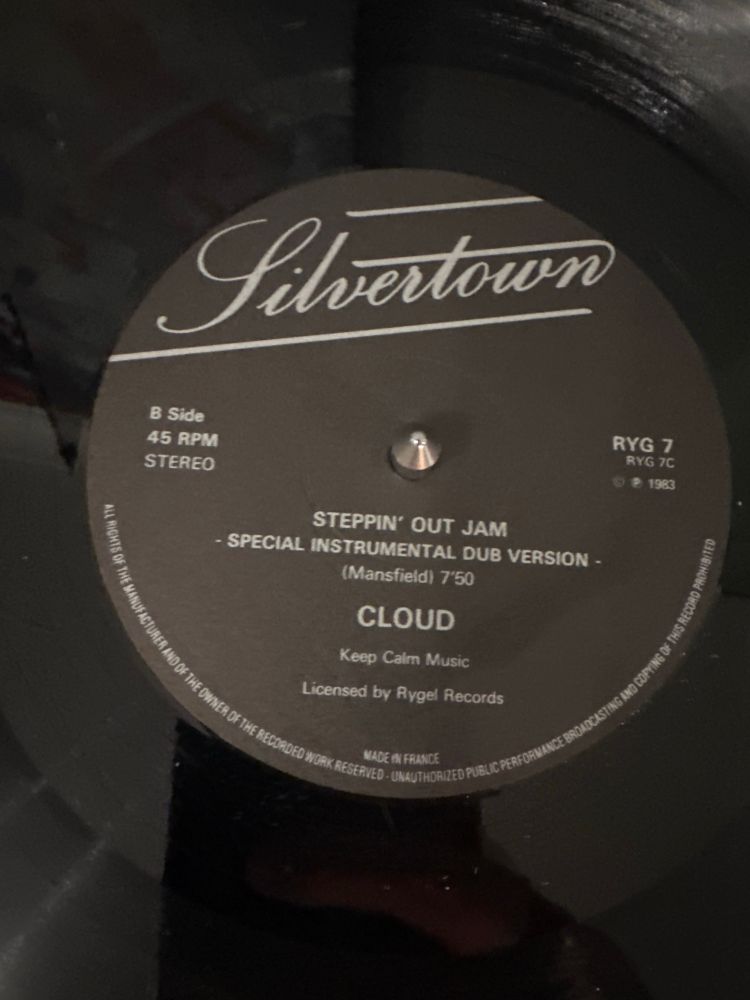 Silvertown
B Side
45 RPM
STEREO
RYG 7
RYG 7C
© ℗ 1983
STEPPIN' OUT JAM
- SPECIAL INSTRUMENTAL DUB VERSION -
(Mansfield) 7'50
CLOUD
Keep Calm Music
Licensed by Rygel Records
MADE IN FRANCE
ALL RIGHTS OF THE MANUFACTURER AND OF THE OWNER OF THE RECORDED WORK RESERVED - UNAUTHORIZED PUBLIC PERFORMANCE BROADCASTING AND COPYING OF THIS RECORD PROHIBITED